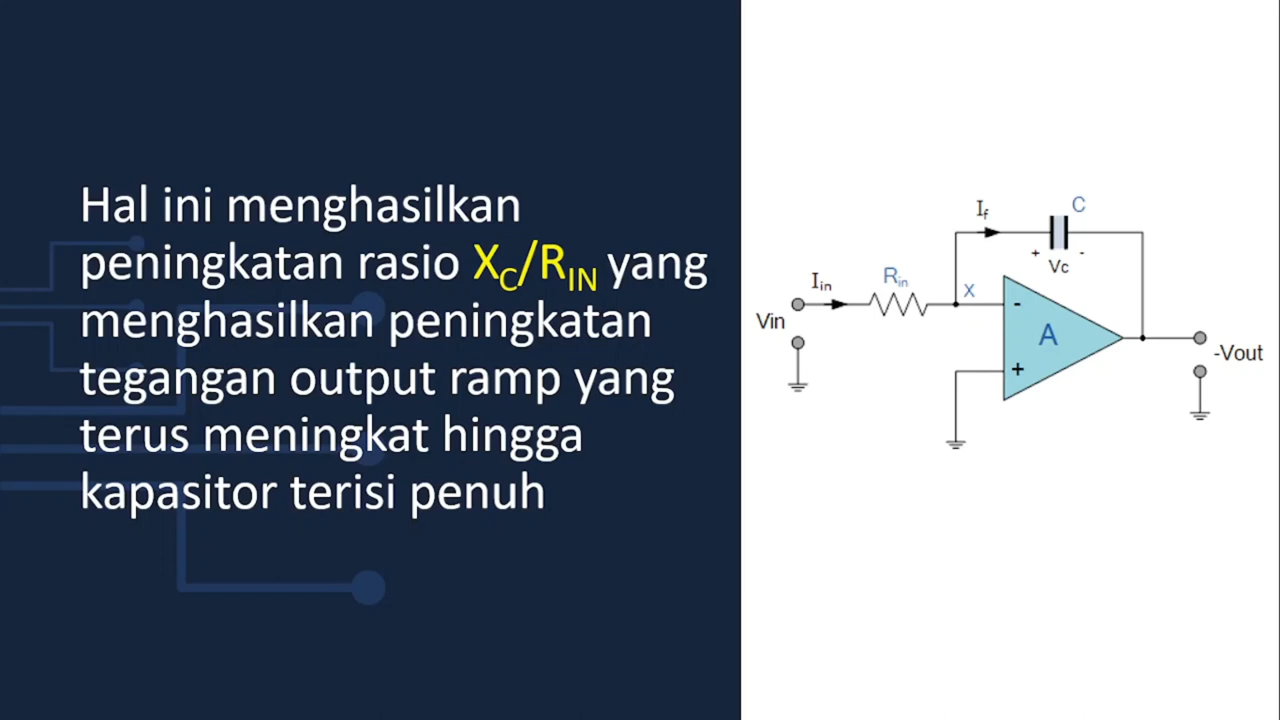 Hal ini menghasilkan
peningkatan rasio XC/RIN yang
menghasilkan peningkatan
tegangan output ramp yang
terus meningkat hingga
kapasitor terisi penuh
If
C
+ Vc -
Iin
Rin
X
Vin
-
A
+
-Vout